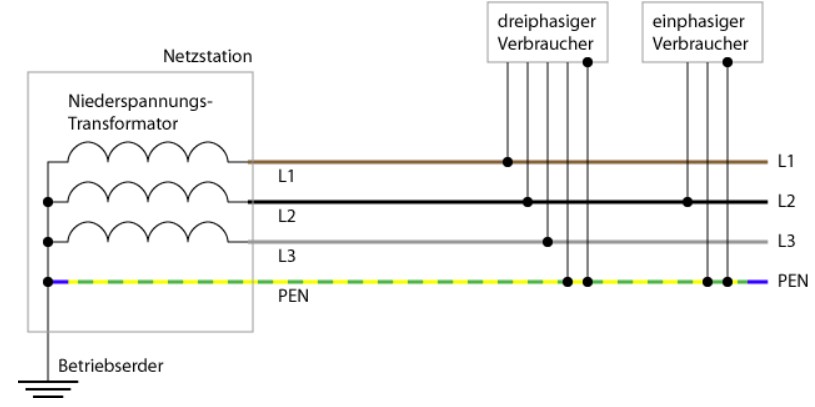 dreiphasiger
Verbraucher
einphasiger
Verbraucher
Netzstation
Niederspannungs-
Transformator
L1
L1
L2
L2
L3
L3
PEN
PEN
Betriebserder